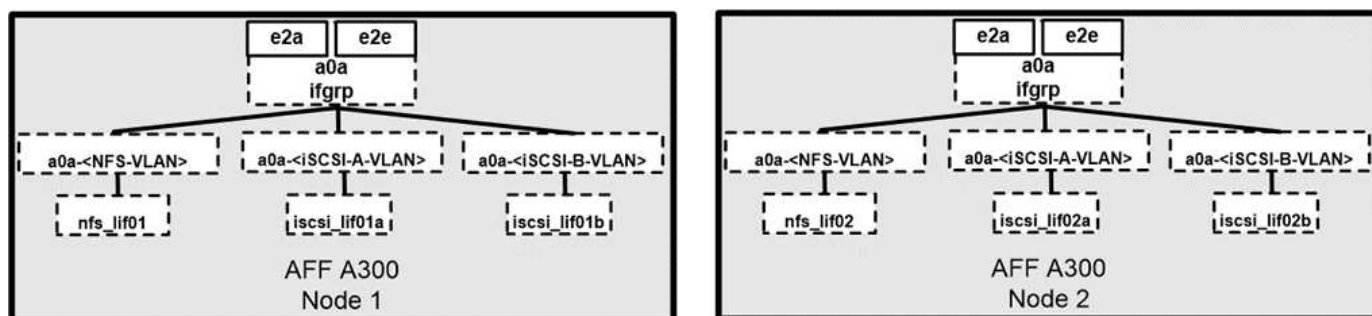 e2a e2e
a0a
ifgrp
a0a-<NFS-VLAN> a0a-<iSCSI-A-VLAN> a0a-<iSCSI-B-VLAN>
nfs_lif01 iscsi_lif01a iscsi_lif01b
AFF A300
Node 1
e2a e2e
a0a
ifgrp
a0a-<NFS-VLAN> a0a-<iSCSI-A-VLAN> a0a-<iSCSI-B-VLAN>
nfs_lif02 iscsi_lif02a iscsi_lif02b
AFF A300
Node 2